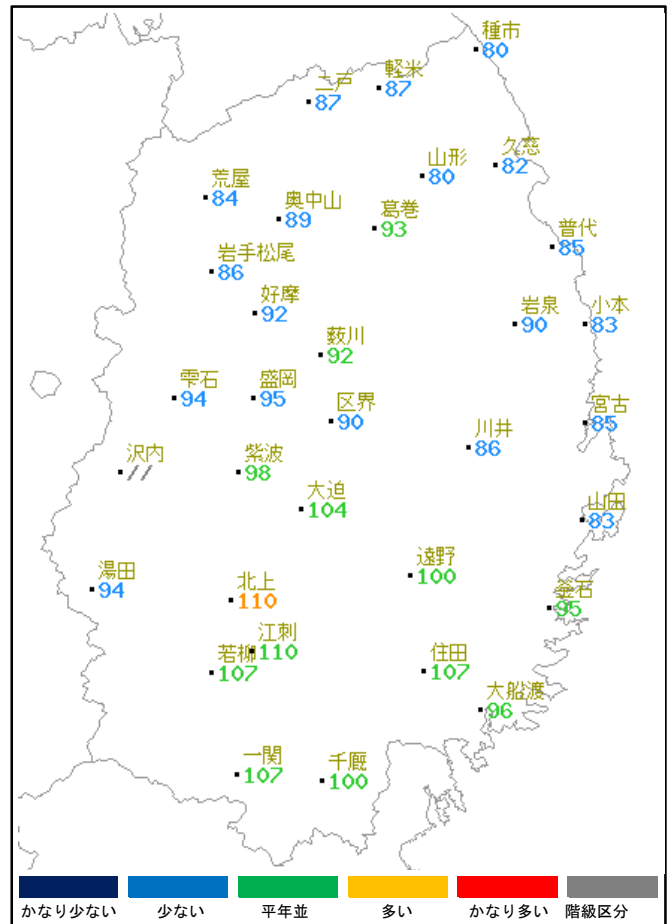 種市
80
軽米
87
二戸
87
久慈
82
山形
80
荒屋
84
奥中山
89
葛巻
93
普代
85
岩手松尾
86
好摩
92
岩泉
90
小本
83
薮川
92
雫石
94
盛岡
95
区界
90
宮古
85
川井
86
沢内
//
紫波
98
大迫
104
山田
83
遠野
100
湯田
94
北上
110
釜石
95
江刺
110
若柳
107
住田
107
大船渡
96
一関
107
千厩
100
かなり少ない 少ない 平年並 多い かなり多い 階級区分